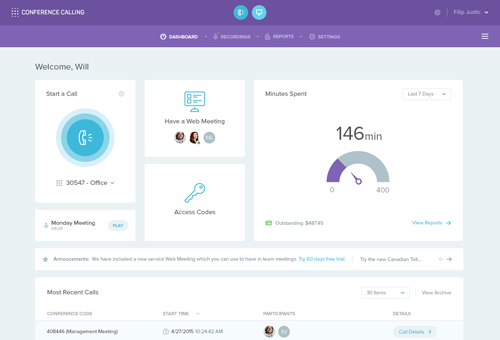 CONFERENCE CALLING
Filip Justic
DASHBOARD
RECORDINGS
REPORTS
SETTINGS
Welcome, Will
Start a Call
30547 - Office
Monday Meeting
PLAY
Have a Web Meeting
FG
Access Codes
Minutes Spent
Last 7 Days
146min
0
400
Outstanding: $487.45
View Reports
Annoucements: We have included a new service Web Meeting which you can use to have in team meetings. Try 60 days free trial.
Try the new Canadian Toll...
Most Recent Calls
30 Items
View Archive
CONFERENCE CODE START TIME PARTICIPANTS DETAILS
408446 (Management Meeting) 4/27/2015 10:24:42 AM Call Details